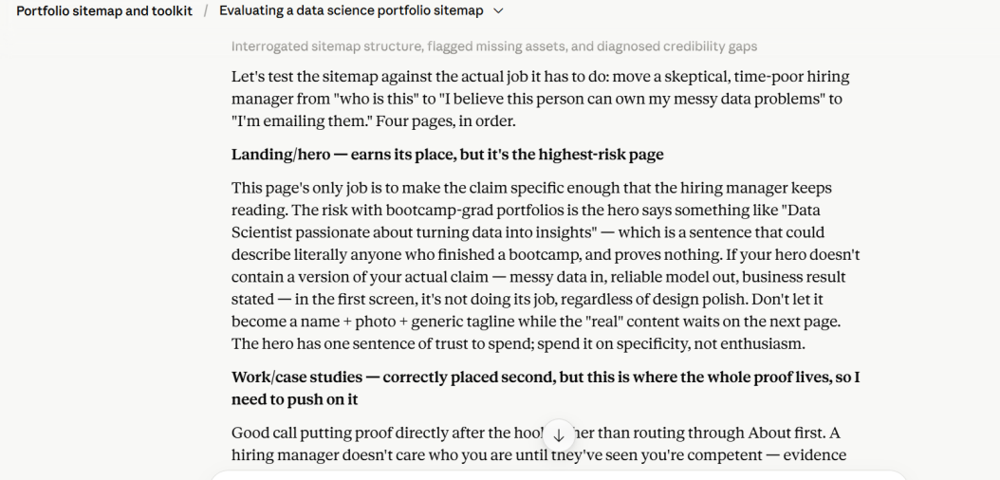 Portfolio sitemap and toolkit / Evaluating a data science portfolio sitemap
Interrogated sitemap structure, flagged missing assets, and diagnosed credibility gaps
Let's test the sitemap against the actual job it has to do: move a skeptical, time-poor hiring
manager from "who is this" to "I believe this person can own my messy data problems" to
"I'm emailing them." Four pages, in order.
Landing/hero — earns its place, but it's the highest-risk page
This page's only job is to make the claim specific enough that the hiring manager keeps
reading. The risk with bootcamp-grad portfolios is the hero says something like "Data
Scientist passionate about turning data into insights" — which is a sentence that could
describe literally anyone who finished a bootcamp, and proves nothing. If your hero doesn't
contain a version of your actual claim — messy data in, reliable model out, business result
stated — in the first screen, it's not doing its job, regardless of design polish. Don't let it
become a name + photo + generic tagline while the "real" content waits on the next page.
The hero has one sentence of trust to spend; spend it on specificity, not enthusiasm.
Work/case studies — correctly placed second, but this is where the whole proof lives, so I
need to push on it
Good call putting proof directly after the than routing through About first. A
hiring manager doesn't care who you are until they've seen you're competent — evidence